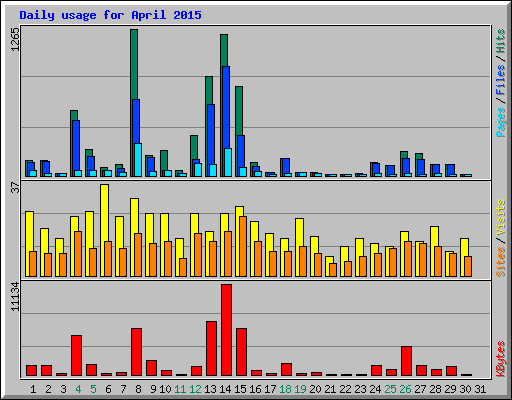 Daily usage for April 2015
1265
Pages / Files / Hits
37
Sites / Visits
11134
KBytes
1 2 3 4 5 6 7 8 9 10 11 12 13 14 15 16 17 18 19 20 21 22 23 24 25 26 27 28 29 30 31